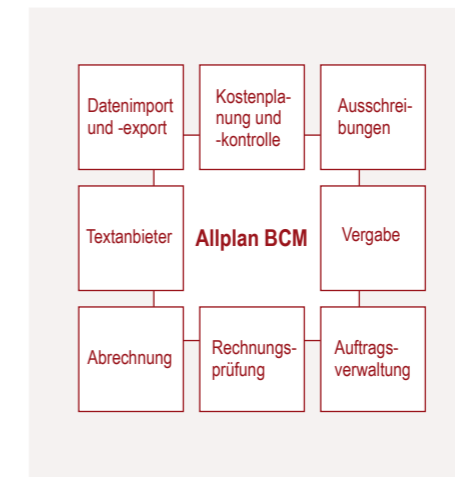 Datenimport
und -export
Kostenpla-
nung und
-kontrolle
Ausschrei-
bungen
Textanbieter
Allplan BCM
Vergabe
Abrechnung
Rechnungs-
prüfung
Auftrags-
verwaltung